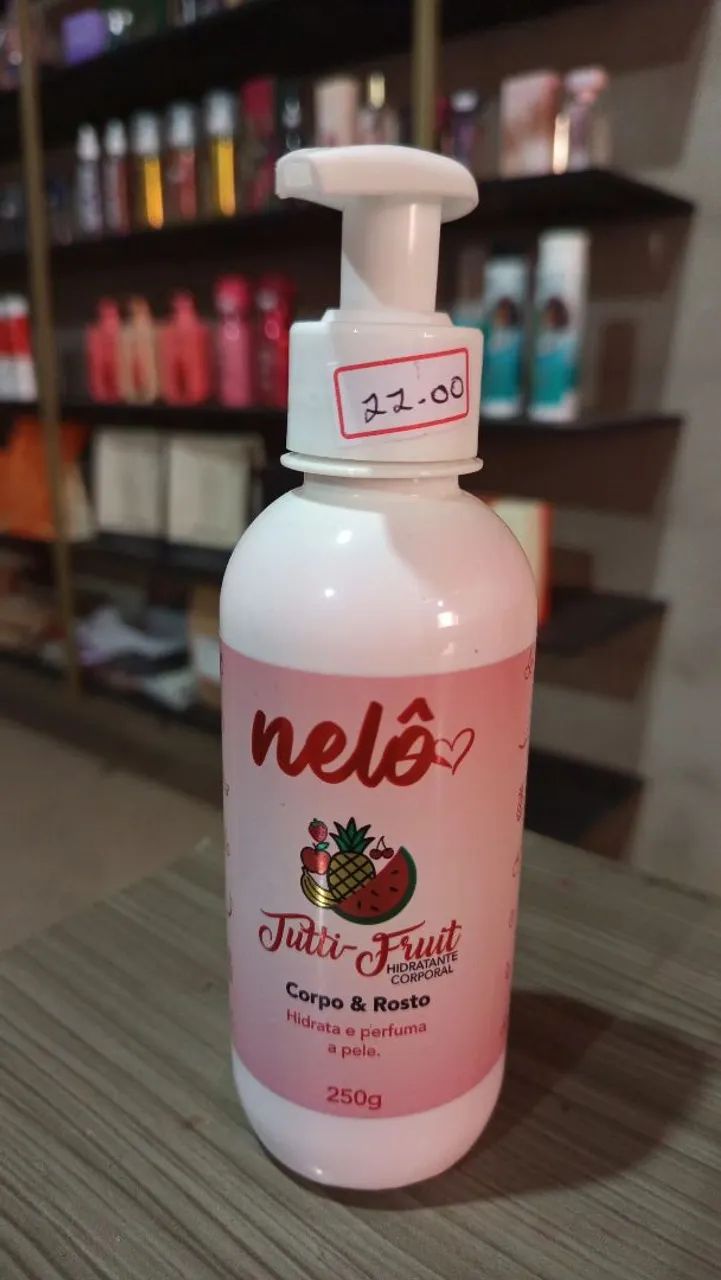 22.00
nelô
Tutti-Fruit
HIDRATANTE
CORPORAL
Corpo & Rosto
Hidrata e perfuma
a pele.
250g